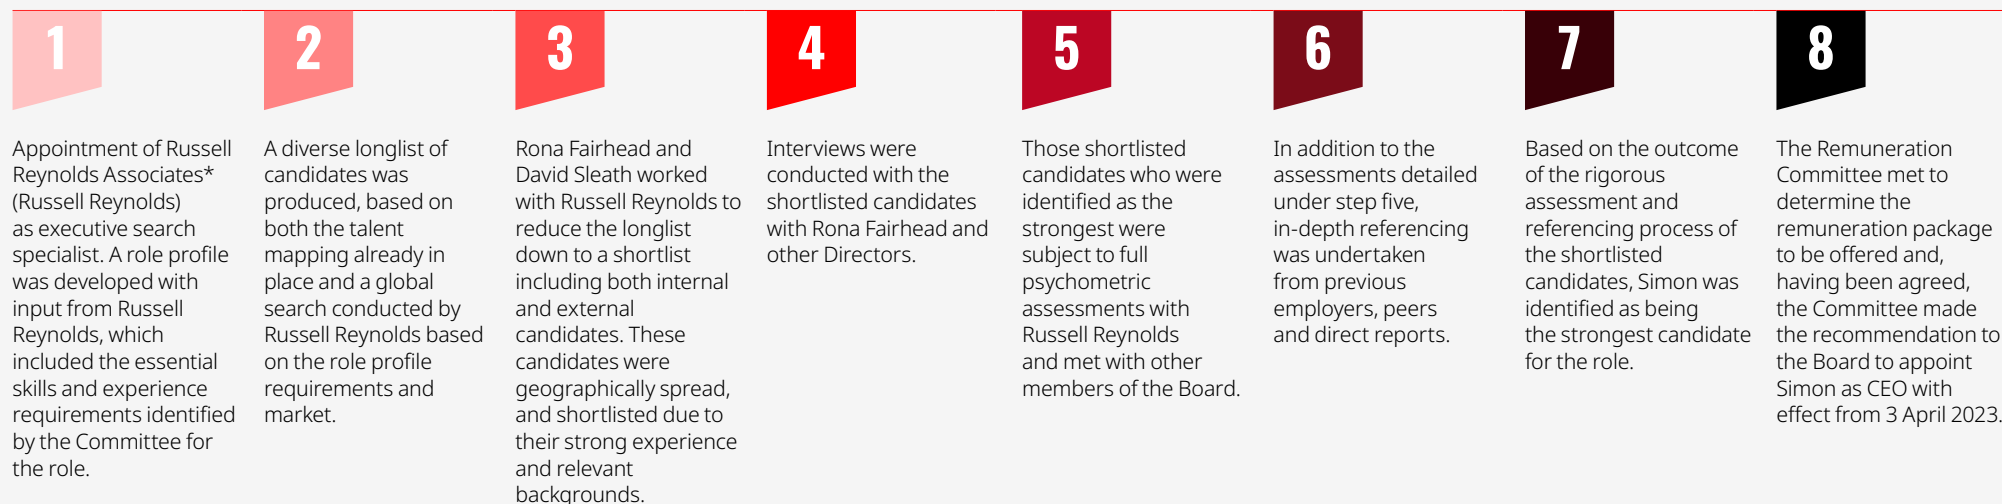 1
Appointment of Russell
Reynolds Associates*
(Russell Reynolds)
as executive search
specialist. A role profile
was developed with
input from Russell
Reynolds, which
included the essential
skills and experience
requirements identified
by the Committee for
the role.
2
A diverse longlist of
candidates was
produced, based on
both the talent
mapping already in
place and a global
search conducted by
Russell Reynolds based
on the role profile
requirements and
market.
3
Rona Fairhead and
David Sleath worked
with Russell Reynolds to
reduce the longlist
down to a shortlist
including both internal
and external
candidates. These
candidates were
geographically spread,
and shortlisted due to
their strong experience
and relevant
backgrounds.
4
Interviews were
conducted with the
shortlisted candidates
with Rona Fairhead and
other Directors.
5
Those shortlisted
candidates who were
identified as the
strongest were
subject to full
psychometric
assessments with
Russell Reynolds
and met with other
members of the Board.
6
In addition to the
assessments detailed
under step five,
in-depth referencing
was undertaken
from previous
employers, peers
and direct reports.
7
Based on the outcome
of the rigorous
assessment and
referencing process of
the shortlisted
candidates, Simon was
identified as being
the strongest candidate
for the role.
8
The Remuneration
Committee met to
determine the
remuneration package
to be offered and,
having been agreed,
the Committee made
the recommendation to
the Board to appoint
Simon as CEO with
effect from 3 April 2023.